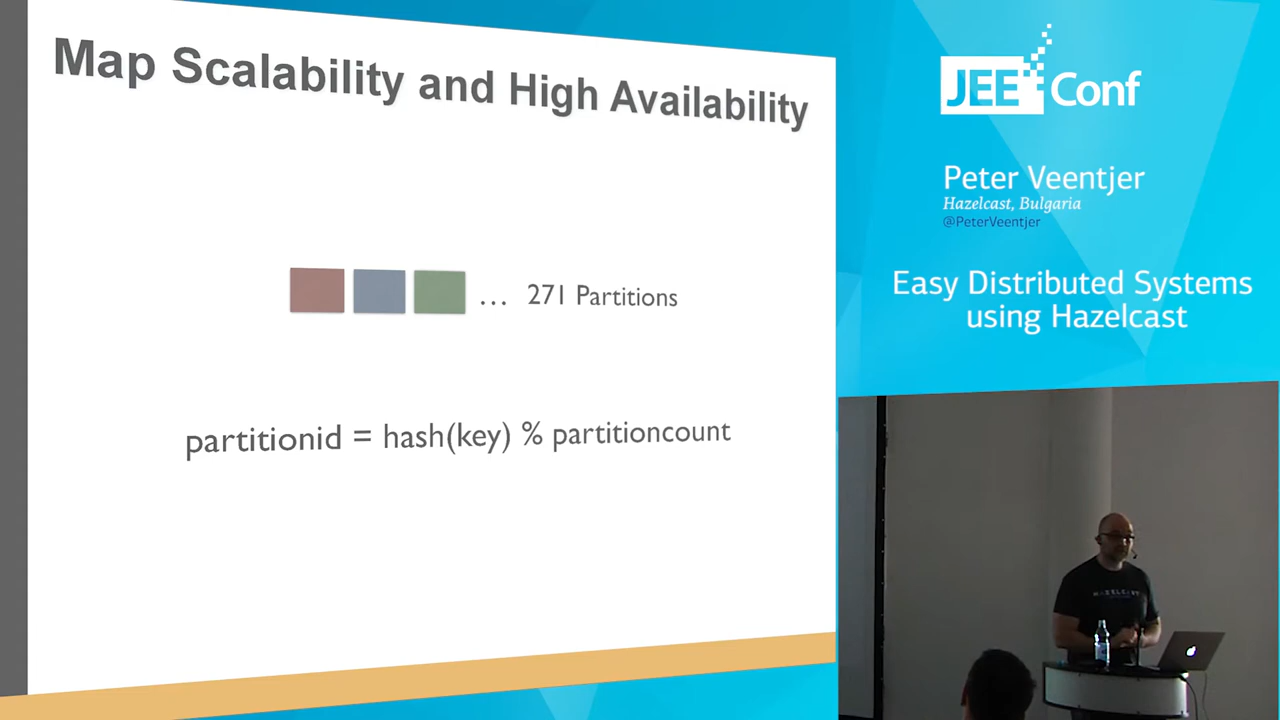 Map Scalability and High Availability
... 271 Partitions
partitionid = hash(key) % partitioncount
JEE Conf
Peter Veentjer
Hazelcast, Bulgaria
@PeterVeentjer
Easy Distributed Systems
using Hazelcast
HAZELCAST